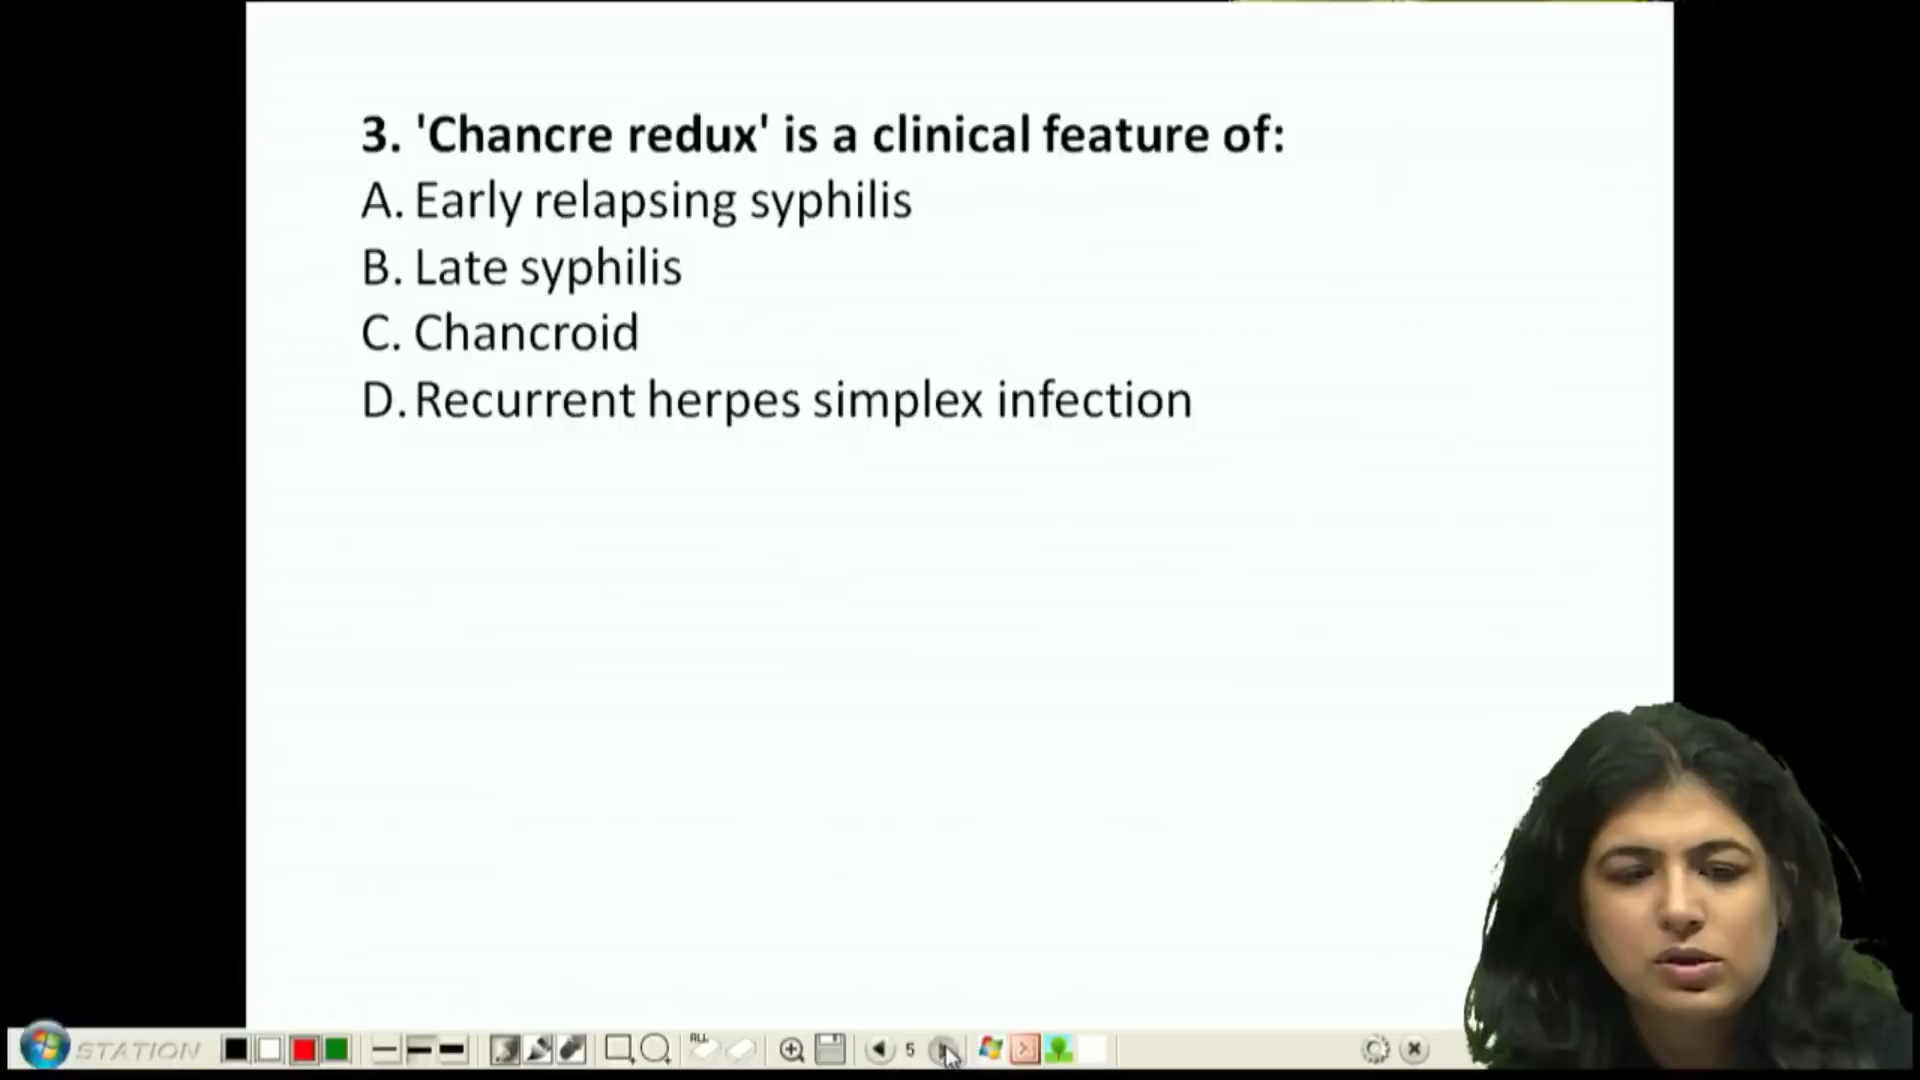 3. 'Chancre redux' is a clinical feature of:
A. Early relapsing syphilis
B. Late syphilis
C. Chancroid
D. Recurrent herpes simplex infection
STATION
ALL
5